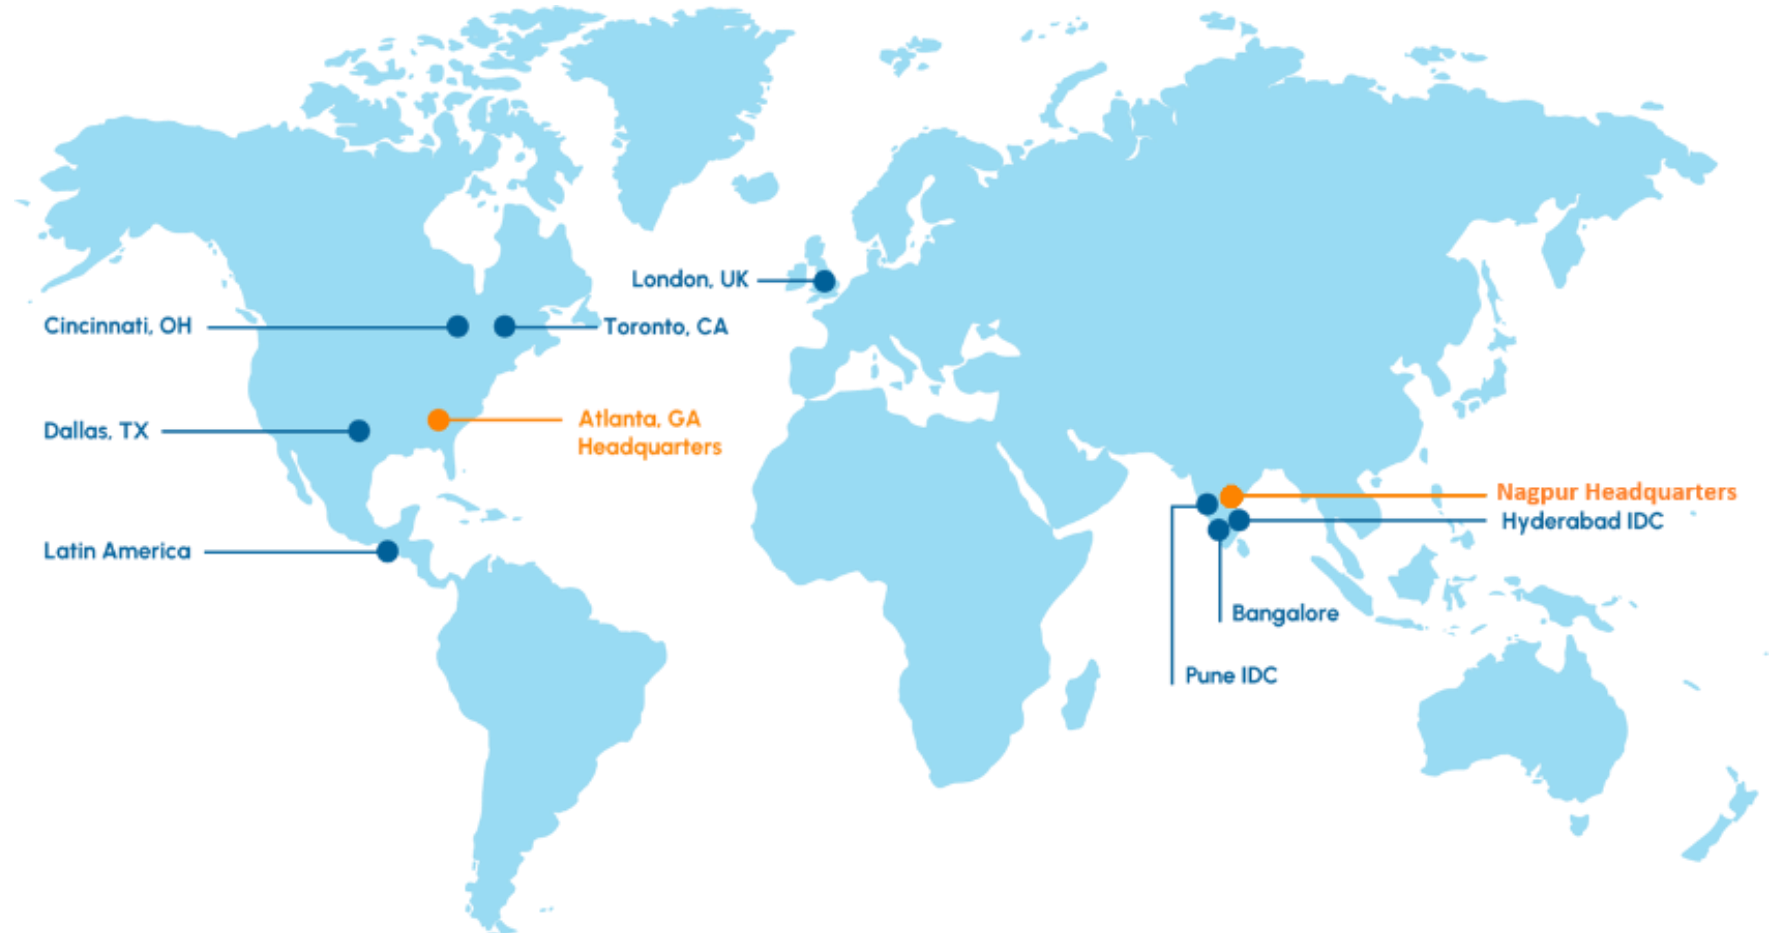 London, UK
Cincinnati, OH
Toronto, CA
Dallas, TX
Atlanta, GA
Headquarters
Latin America
Nagpur Headquarters
Hyderabad IDC
Bangalore
Pune IDC